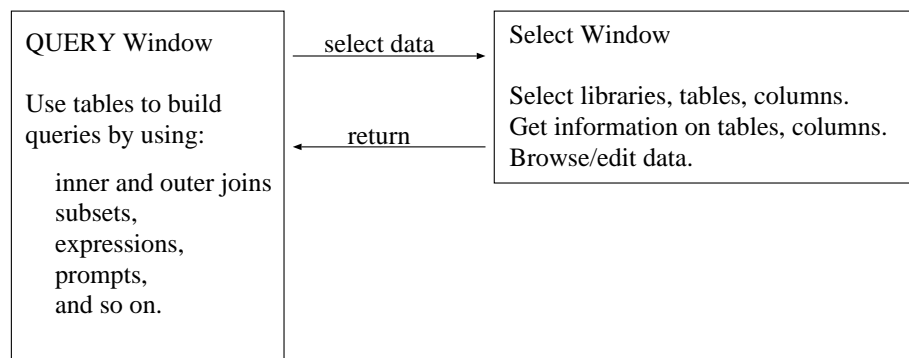 QUERY Window
Use tables to build
queries by using:
inner and outer joins
subsets,
expressions,
prompts,
and so on.
select data
return
Select Window
Select libraries, tables, columns.
Get information on tables, columns.
Browse/edit data.